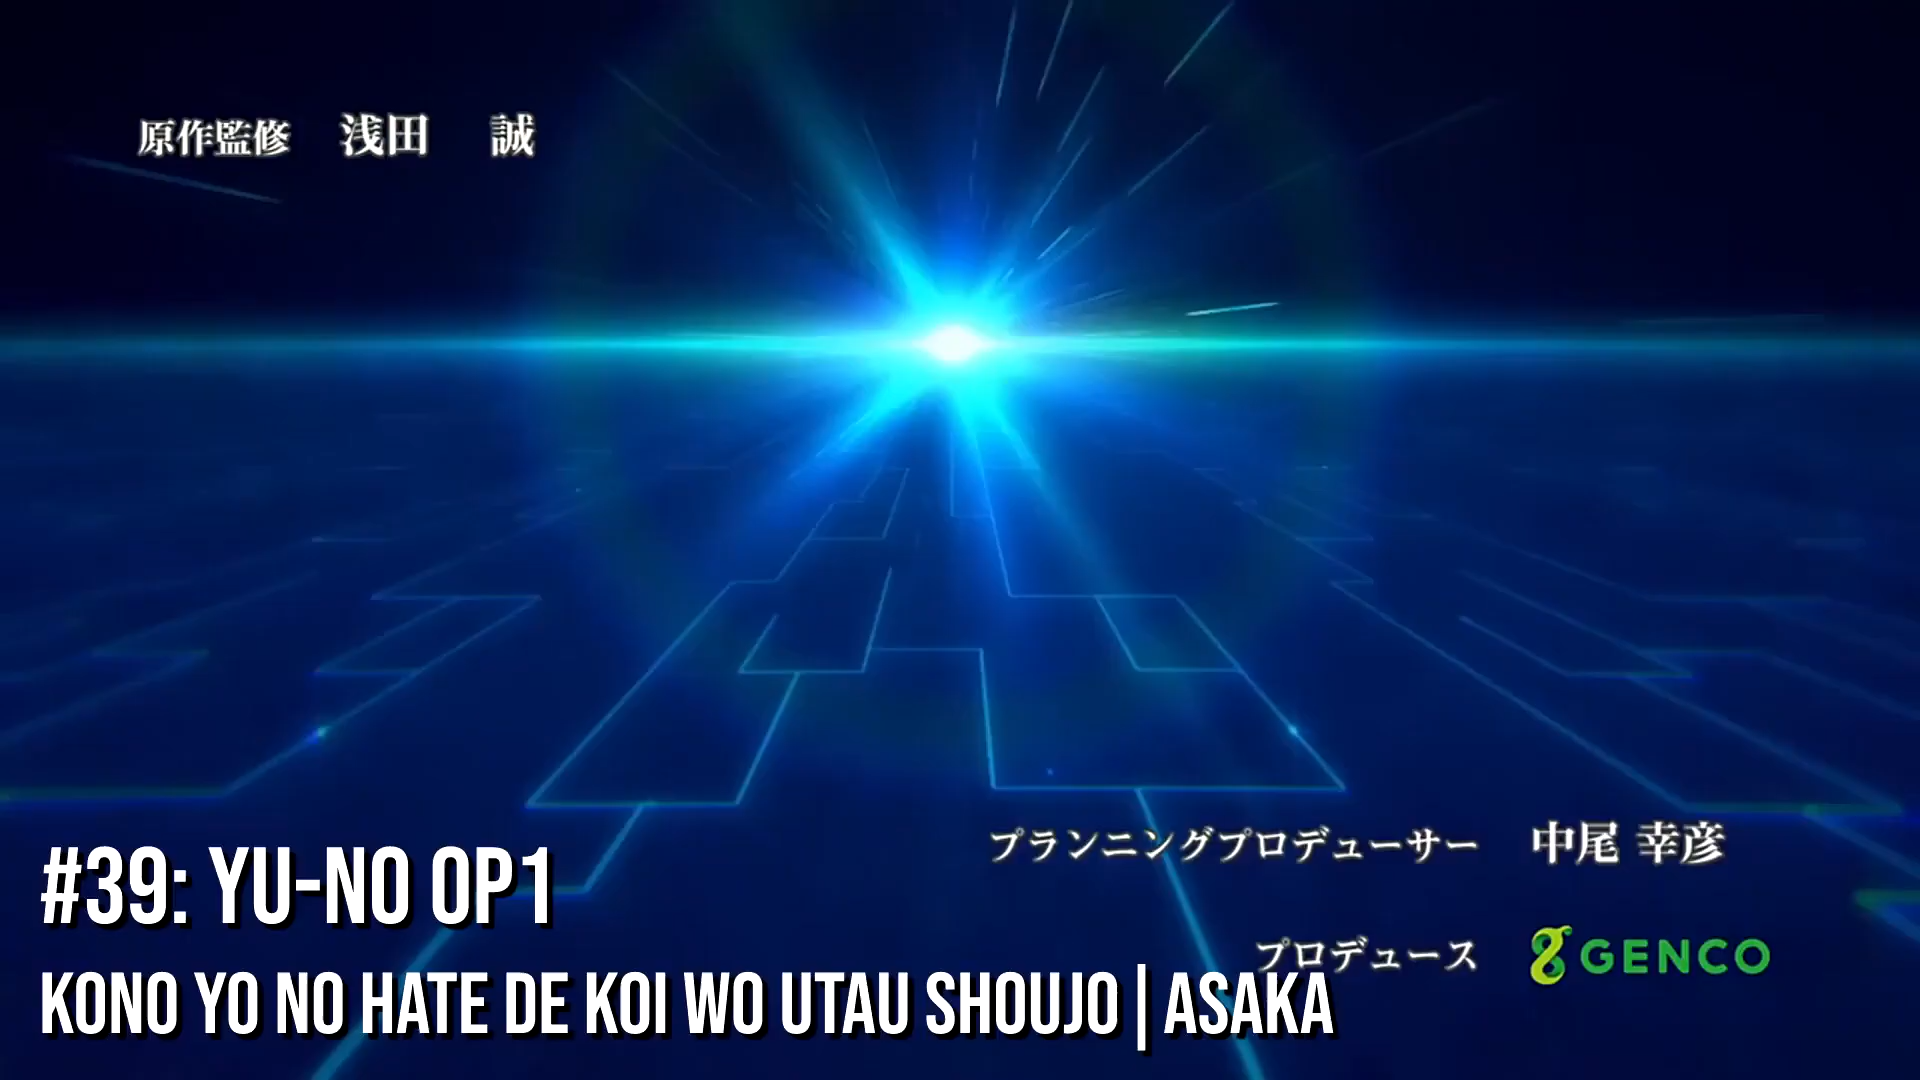 原作監修 浅田 誠
プランニングプロデューサー 中尾 幸彦
プロデュース GENCO
#39: YU-NO OP1
KONO YO NO HATE DE KOI WO UTAU SHOUJO | ASAKA